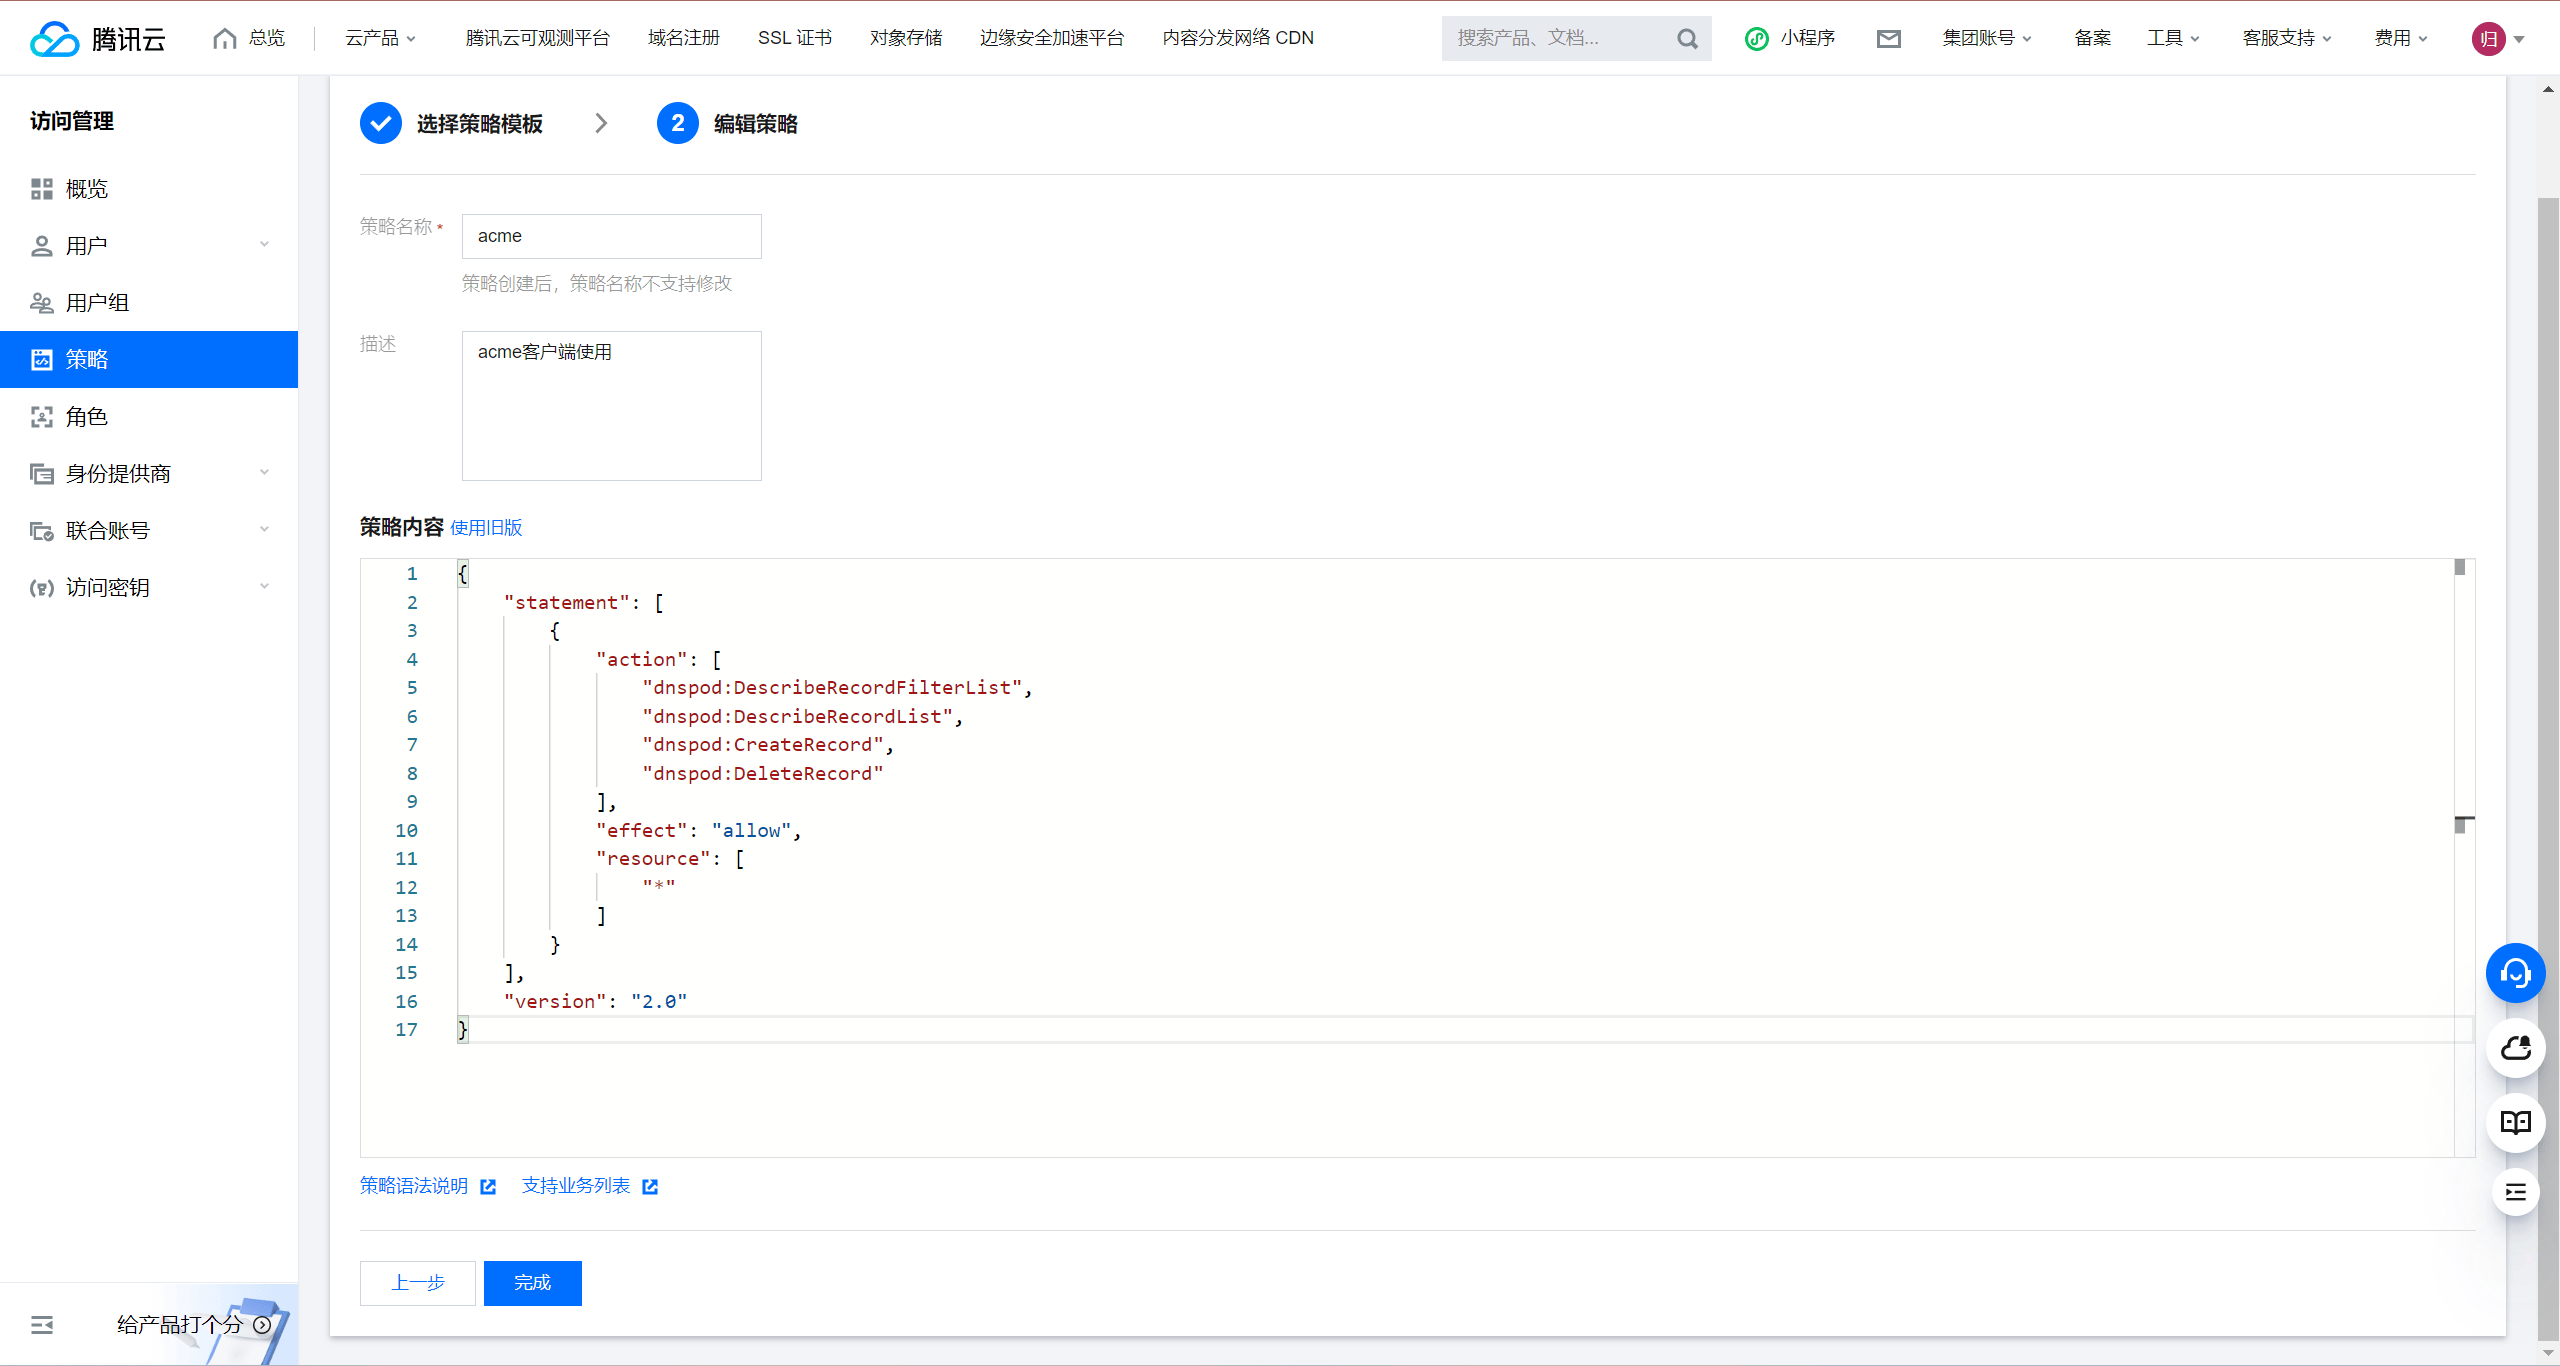 腾讯云 总览 云产品 腾讯云可观测平台 域名注册 SSL 证书 对象存储 边缘安全加速平台 内容分发网络 CDN 搜索产品、文档... 小程序 集团账号 备案 工具 客服支持 费用 归
访问管理
概览
用户
用户组
策略
角色
身份提供商
联合账号
访问密钥
给产品打个分
选择策略模板
2 编辑策略
策略名称 * acme
策略创建后，策略名称不支持修改
描述 acme客户端使用
策略内容 使用旧版
1 {
2 "statement": [
3 {
4 "action": [
5 "dnspod:DescribeRecordFilterList",
6 "dnspod:DescribeRecordList",
7 "dnspod:CreateRecord",
8 "dnspod:DeleteRecord"
9 ],
10 "effect": "allow",
11 "resource": [
12 "*"
13 ]
14 }
15 ],
16 "version": "2.0"
17 }
策略语法说明 支持业务列表
上一步 完成